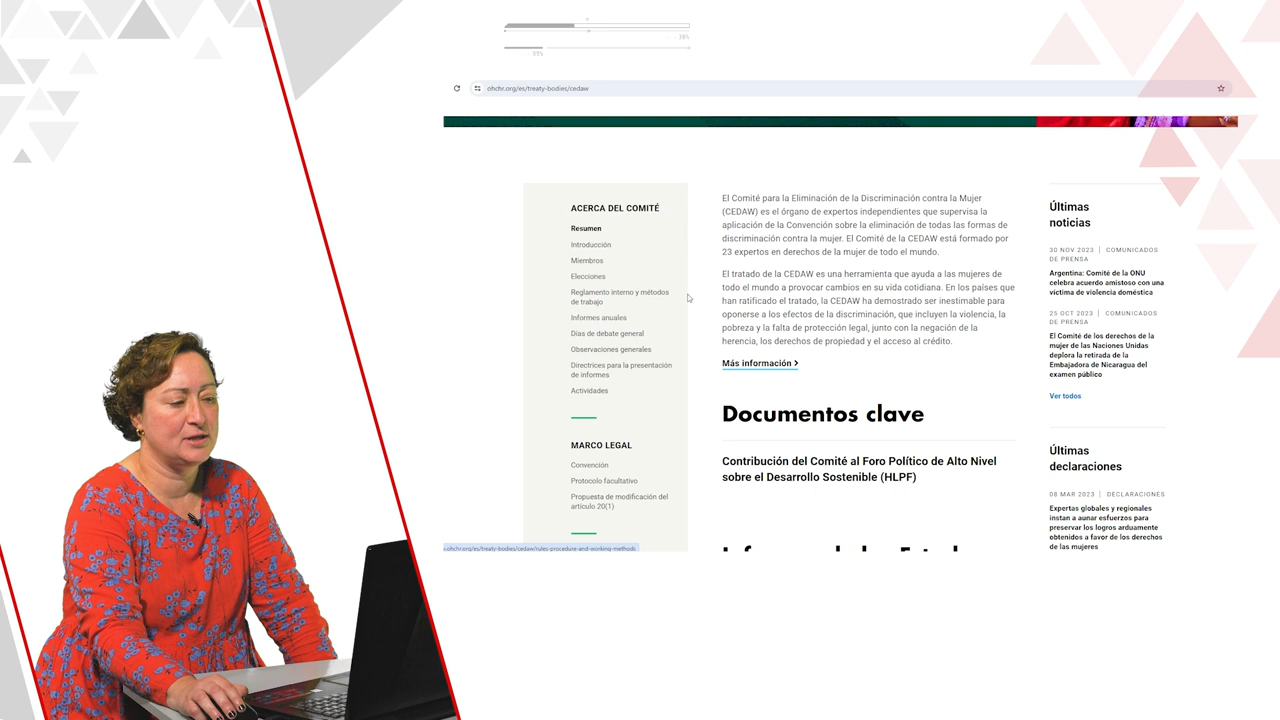 - - 38%
99%
ohchr.org/es/treaty-bodies/cedaw
ACERCA DEL COMITÉ
Resumen
Introducción
Miembros
Elecciones
Reglamento interno y métodos
de trabajo
Informes anuales
Días de debate general
Observaciones generales
Directrices para la presentación
de informes
Actividades
MARCO LEGAL
Convención
Protocolo facultativo
Propuesta de modificación del
artículo 20(1)
ohchr.org/es/treaty-bodies/cedaw/rules-procedure-and-working-methods
El Comité para la Eliminación de la Discriminación contra la Mujer
(CEDAW) es el órgano de expertos independientes que supervisa la
aplicación de la Convención sobre la eliminación de todas las formas de
discriminación contra la mujer. El Comité de la CEDAW está formado por
23 expertos en derechos de la mujer de todo el mundo.
El tratado de la CEDAW es una herramienta que ayuda a las mujeres de
todo el mundo a provocar cambios en su vida cotidiana. En los países que
han ratificado el tratado, la CEDAW ha demostrado ser inestimable para
oponerse a los efectos de la discriminación, que incluyen la violencia, la
pobreza y la falta de protección legal, junto con la negación de la
herencia, los derechos de propiedad y el acceso al crédito.
Más información
Documentos clave
Contribución del Comité al Foro Político de Alto Nivel
sobre el Desarrollo Sostenible (HLPF)
Últimas
noticias
30 NOV 2023 | COMUNICADOS
DE PRENSA
Argentina: Comité de la ONU
celebra acuerdo amistoso con una
víctima de violencia doméstica
25 OCT 2023 | COMUNICADOS
DE PRENSA
El Comité de los derechos de la
mujer de las Naciones Unidas
deplora la retirada de la
Embajadora de Nicaragua del
examen público
Ver todos
Últimas
declaraciones
08 MAR 2023 | DECLARACIONES
Expertas globales y regionales
instan a aunar esfuerzos para
preservar los logros arduamente
obtenidos a favor de los derechos
de las mujeres